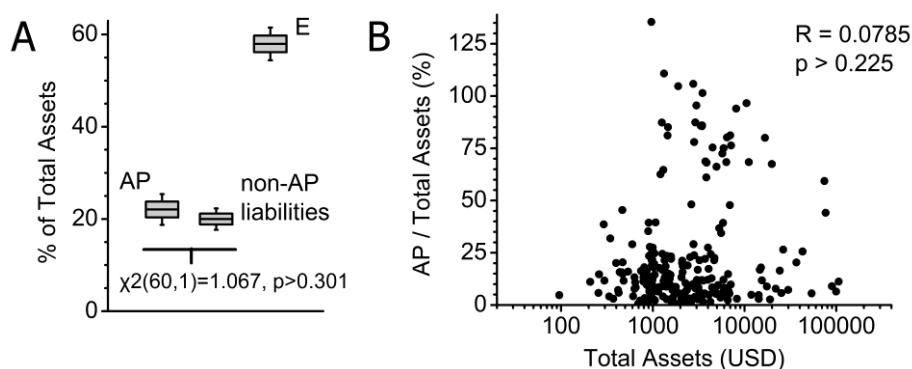 A
% of Total Assets
60
40
20
0
AP
non-AP
liabilities
E
χ2(60,1)=1.067, p>0.301
B
AP / Total Assets (%)
125
100
75
50
25
0
R = 0.0785
p > 0.225
100
1000
10000
100000
Total Assets (USD)